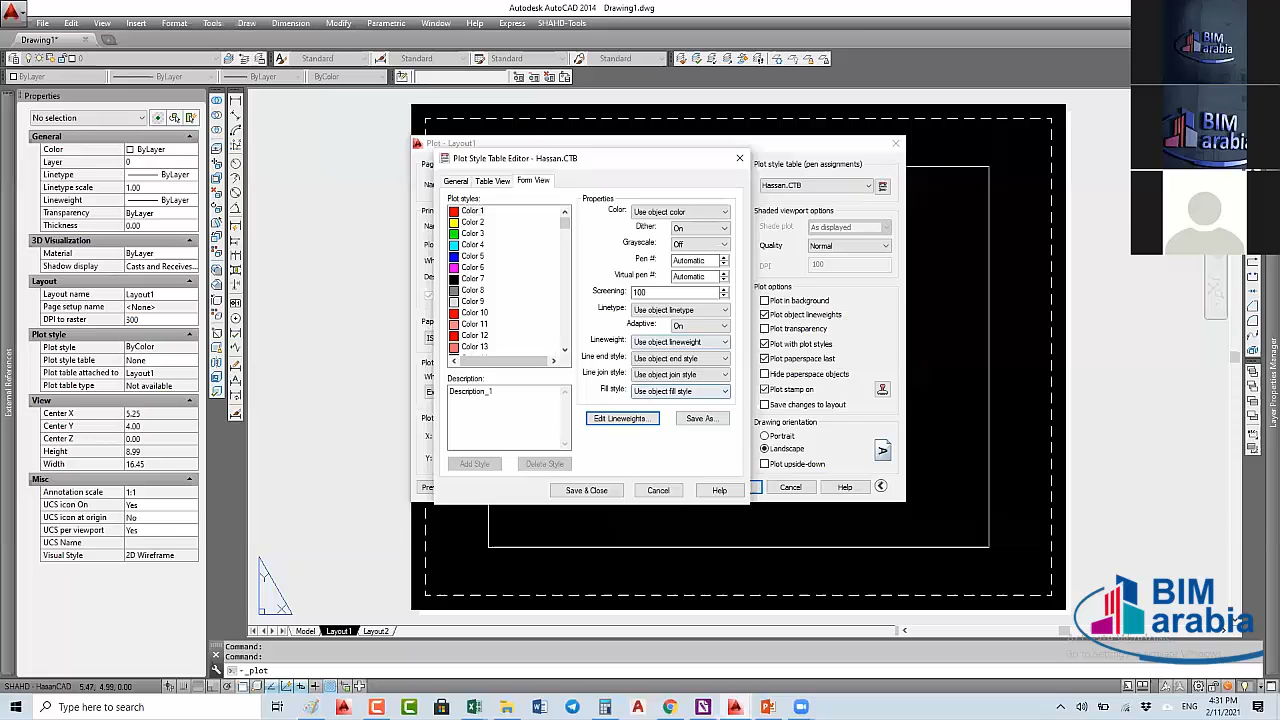 Autodesk AutoCAD 2014 Drawing1.dwg
File Edit View Insert Format Tools Draw Dimension Modify Parametric Window Help Express SHAHD-Tools
Drawing1*
0 Standard Standard Standard Standard
ByLayer ByLayer ByLayer ByColor
Properties
No selection
General
Color ByLayer
Layer 0
Linetype ByLayer
Linetype scale 1.00
Lineweight ByLayer
Transparency ByLayer
Thickness 0.00
3D Visualization
Material ByLayer
Shadow display Casts and Receives...
Layout
Layout name Layout1
Page setup name <None>
DPI to raster 300
Plot style
Plot style ByColor
Plot style table None
Plot table attached to Layout1
Plot table type Not available
View
Center X 5.25
Center Y 4.00
Center Z 0.00
Height 8.99
Width 16.45
Misc
Annotation scale 1:1
UCS icon On Yes
UCS icon at origin No
UCS per viewport Yes
UCS Name
Visual Style 2D Wireframe
External References
Plot - Layout1
Plot Style Table Editor - Hassan.CTB
General Table View Form View
Plot styles:
Color 1
Color 2
Color 3
Color 4
Color 5
Color 6
Color 7
Color 8
Color 9
Color 10
Color 11
Color 12
Color 13
Description:
Description_1
Add Style Delete Style
Properties
Color: Use object color
Dither: On
Grayscale: Off
Pen #: Automatic
Virtual pen #: Automatic
Screening: 100
Linetype: Use object linetype
Adaptive: On
Lineweight: Use object lineweight
Line end style: Use object end style
Line join style: Use object join style
Fill style: Use object fill style
Edit Lineweights... Save As...
Save & Close Cancel Help
Plot style table (pen assignments)
Hassan.CTB
Shaded viewport options
Shade plot As displayed
Quality Normal
DPI 100
Plot options
Plot in background
Plot object lineweights
Plot transparency
Plot with plot styles
Plot paperspace last
Hide paperspace objects
Plot stamp on
Save changes to layout
Drawing orientation
Portrait
Landscape
Plot upside-down
A
Cancel Help
X:
Y:
Y
X
BIM
arabia
BIM
arabia
Layer Properties Manager
BIM
arabia
Model Layout1 Layout2
Command:
Command:
_plot
SHAHD - HasanCAD 5.47, 4.99, 0.00
Type here to search
ENG
4:31 PM
2/11/2021